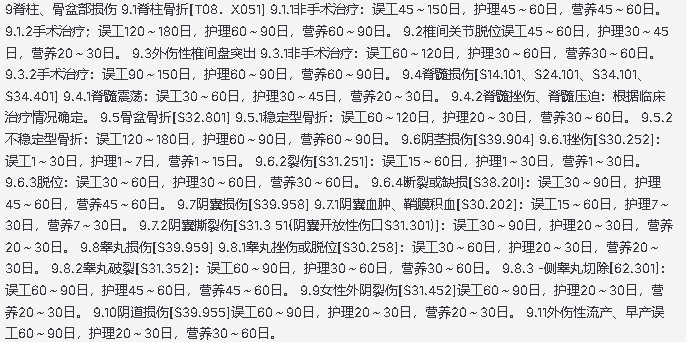 9脊柱、骨盆部损伤 9.1脊柱骨折[T08．X051] 9.1.1非手术治疗：误工45～150日，护理45～60日，营养45～60日。
9.1.2手术治疗；误工120～180日，护理60～90日，营养60～90日。 9.2椎间关节脱位误工45～60日，护理30～45
日，营养20～30日。 9.3外伤性椎间盘突出 9.3.1非手术治疗：误工60～120日，护理30～60日，营养30～60日。
9.3.2手术治疗：误工90～150日，护理60～90日，营养60～90日。 9.4脊髓损伤[S14.101、S24.101、S34.101、
S34.401] 9.4.1脊髓震荡：误工30～60日，护理30～45日，营养20～30日。 9.4.2脊髓挫伤、脊髓压迫：根据临床
治疗情况确定。 9.5骨盆骨折[S32.801] 9.5.1稳定型骨折：误工60～120日，护理20～30日，营养30～60日。 9.5.2
不稳定型骨折：误工120～180日，护理60～90日，营养60～90日。 9.6阴茎损伤[S39.904] 9.6.1挫伤[S30.252]：
误工1～30日，护理1～7日，营养1～15日。 9.6.2裂伤[S31.251]：误工15～60日，护理1～30日，营养1～30日。
9.6.3脱位：误工30～60日，护理30～60日，营养30～60日。 9.6.4断裂或缺损[S38.20l]：误工30～90日，护理
45～60日，营养45～60日。 9.7阴囊损伤[S39.958] 9.7.1阴囊血肿、鞘膜积血[S30.202]：误工15～60日，护理7～
30日，营养7～30日。 9.7.2阴囊撕裂伤[S31.3 51(阴囊开放性伤口S31.301)]：误工30～90日，护理20～30日，营养
20～30日。 9.8睾丸损伤[S39.959] 9.8.1睾丸挫伤或脱位[S30.258]：误工30～60日，护理20～30日，营养20～
30日。 9.8.2睾丸破裂[S31.352]：误工60～90日，护理30～60日，营养30～60日。 9.8.3 -侧睾丸切除[62.301]：
误工60～90日，护理45～60日，营养45～60日。 9.9女性外阴裂伤[S31.452]误工60～90日，护理20～30日，营
养20～30日。 9.10阴道损伤[S39.955]误工60～90日，护理20～30日，营养20～30日。 9.11外伤性流产、早产误
工60～90日，护理20～30日，营养30～60日。